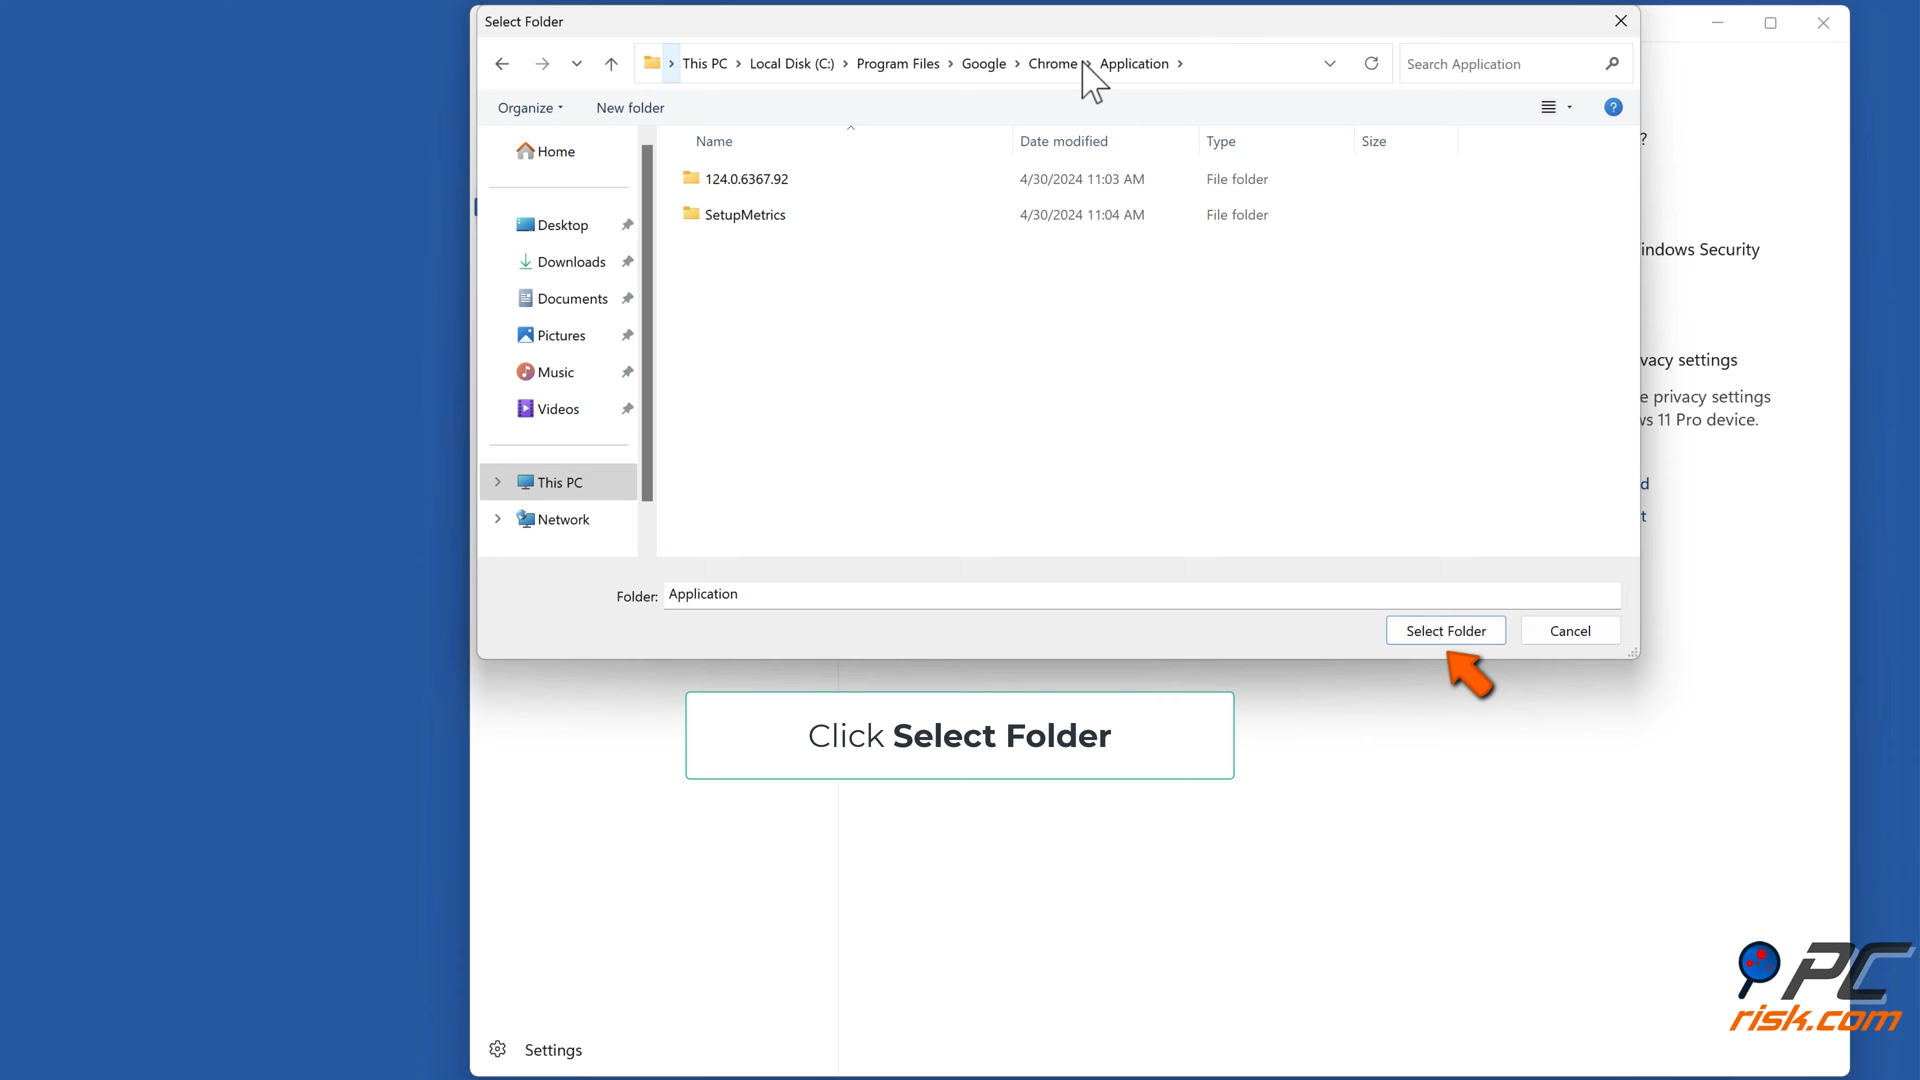 Select Folder
This PC > Local Disk (C:) > Program Files > Google > Chrome > Application >
Search Application
Organize
New folder
?
Name
Date modified
Type
Size
Home
124.0.6367.92
4/30/2024 11:03 AM
File folder
SetupMetrics
4/30/2024 11:04 AM
File folder
Desktop
Downloads
Documents
Pictures
Music
Videos
This PC
Network
?
indows Security
vacy settings
e privacy settings
ws 11 Pro device.
d
t
Folder:
Application
Select Folder
Cancel
Click Select Folder
Settings
PC
risk.com